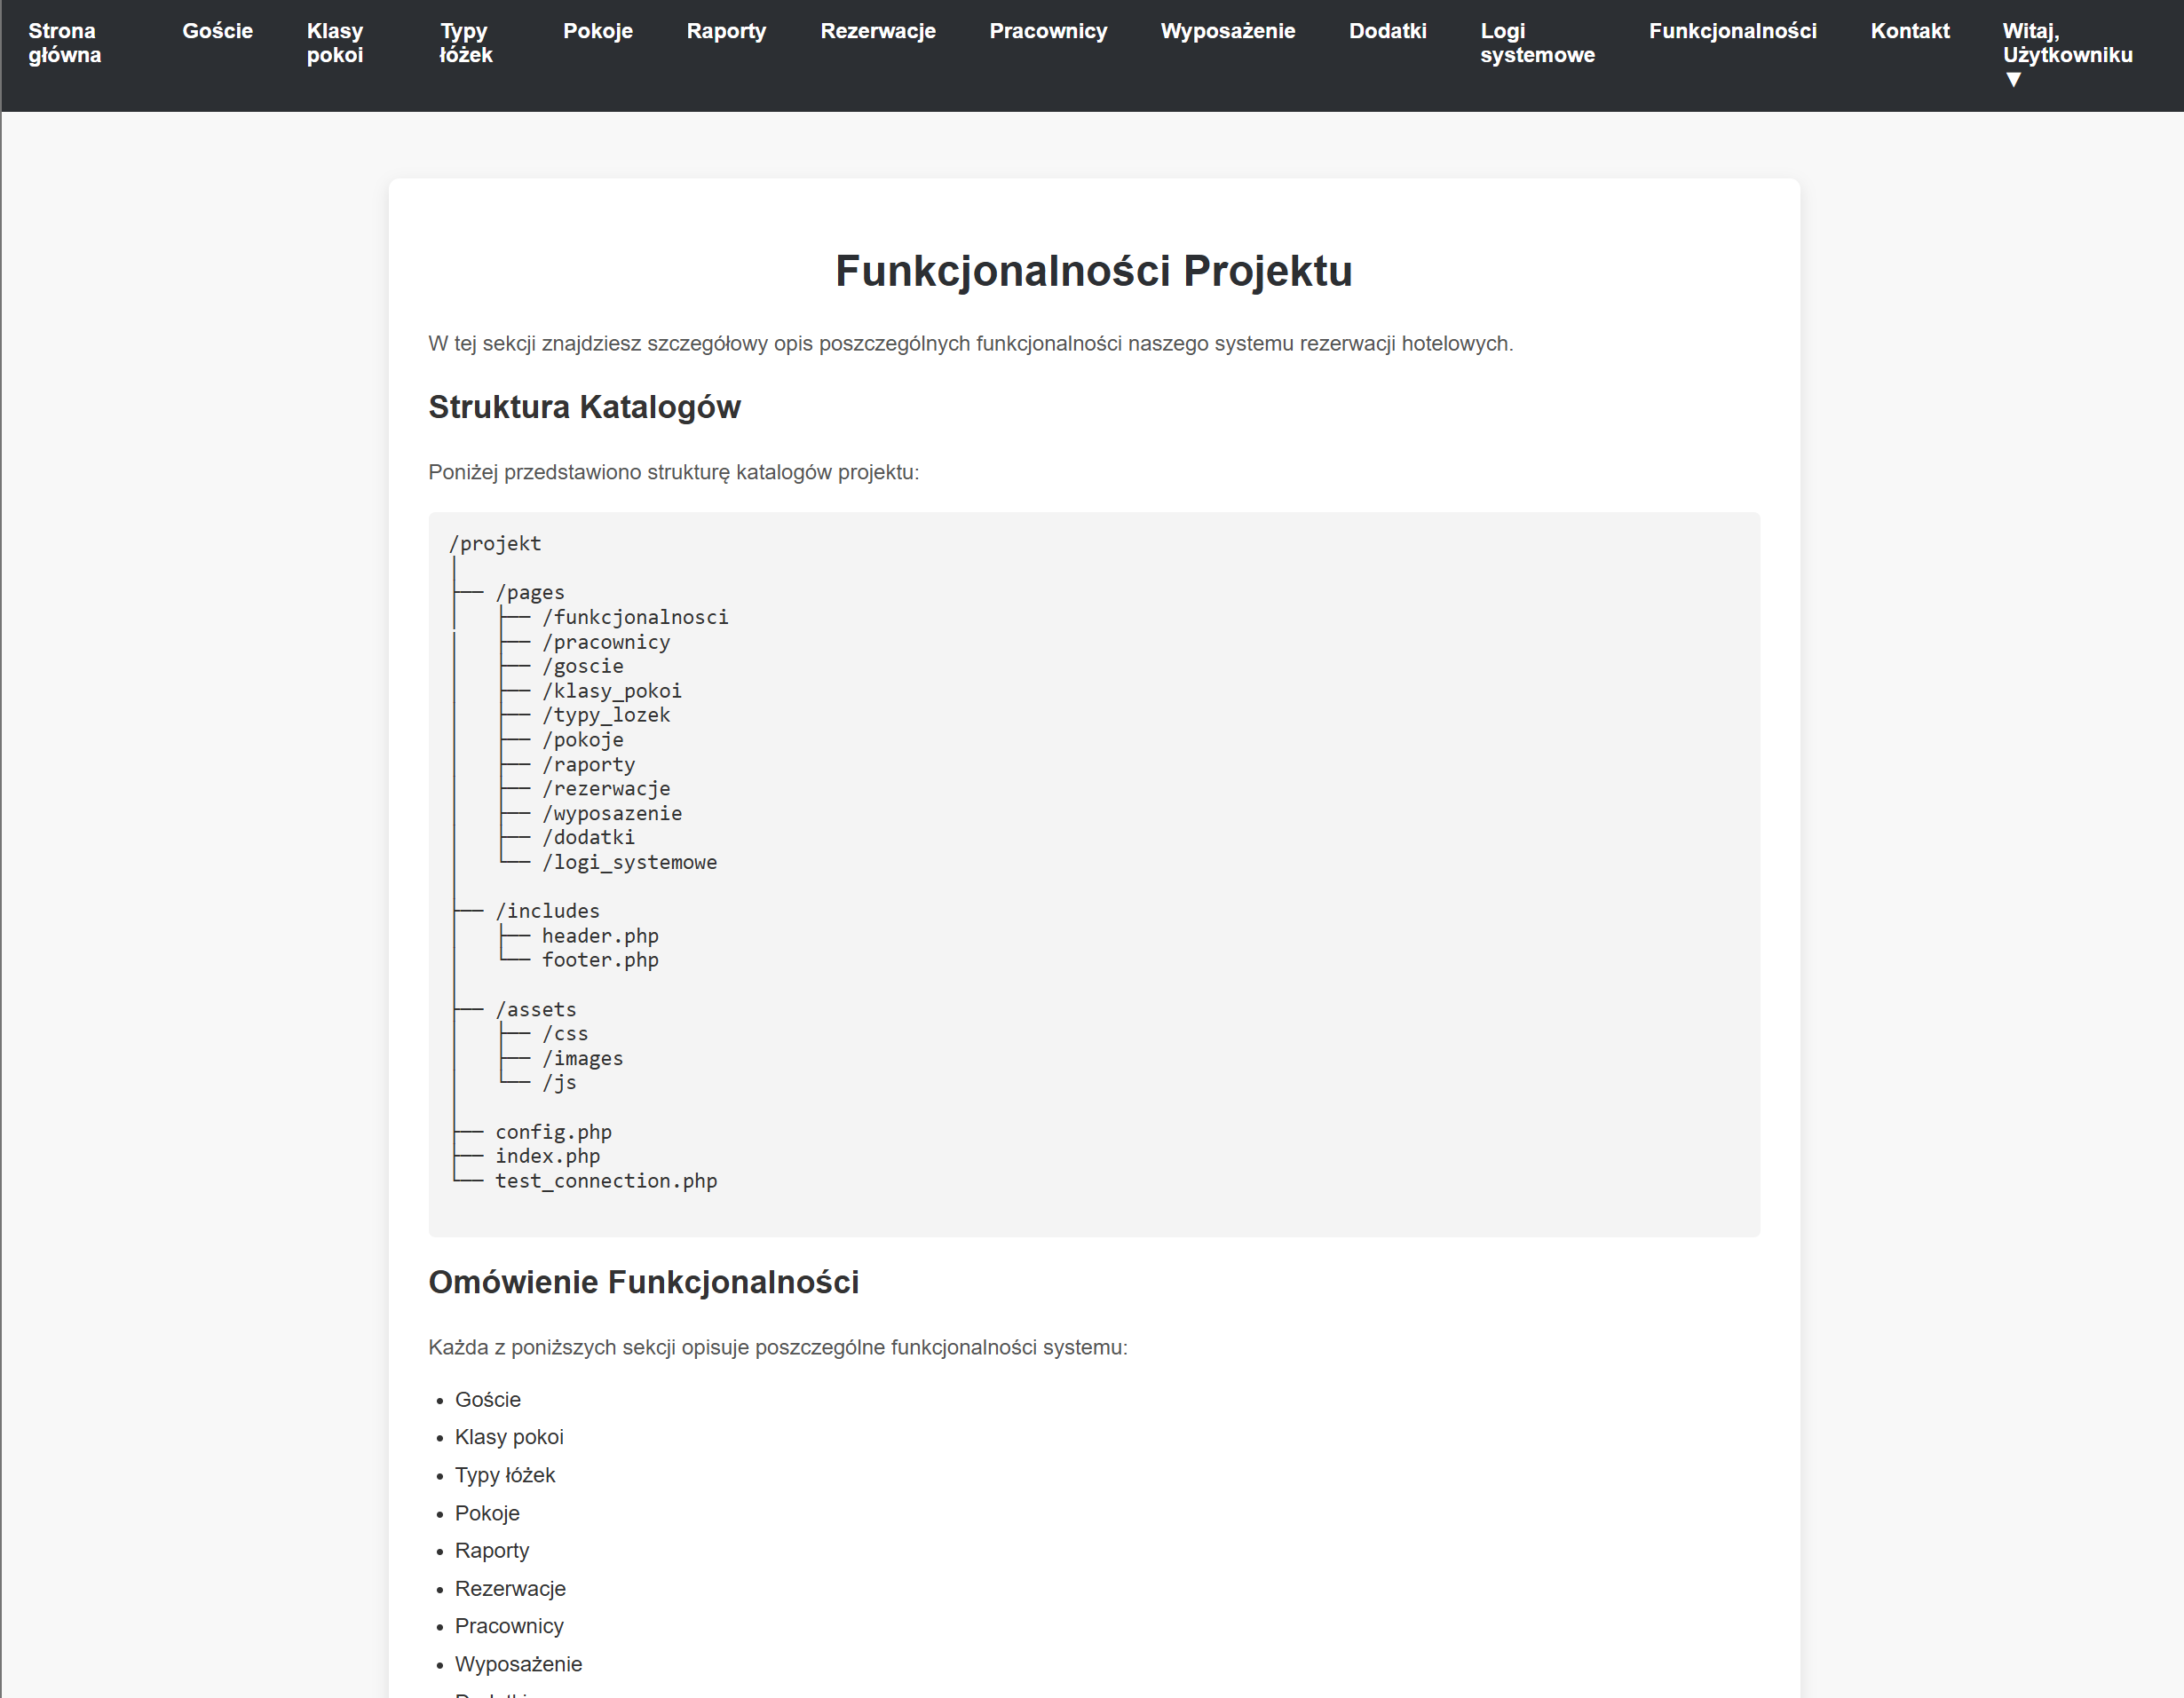 Strona główna Goście Klasy pokoi Typy łóżek Pokoje Raporty Rezerwacje Pracownicy Wyposażenie Dodatki Logi systemowe Funkcjonalności Kontakt Witaj, Użytkowniku ▼
Funkcjonalności Projektu
W tej sekcji znajdziesz szczegółowy opis poszczególnych funkcjonalności naszego systemu rezerwacji hotelowych.
Struktura Katalogów
Poniżej przedstawiono strukturę katalogów projektu:
/projekt
│
├── /pages
│   ├── /funkcjonalnosci
│   ├── /pracownicy
│   ├── /goscie
│   ├── /klasy_pokoi
│   ├── /typy_lozek
│   ├── /pokoje
│   ├── /raporty
│   ├── /rezerwacje
│   ├── /wyposazenie
│   ├── /dodatki
│   └── /logi_systemowe
│
├── /includes
│   ├── header.php
│   └── footer.php
│
├── /assets
│   ├── /css
│   ├── /images
│   └── /js
│
├── config.php
├── index.php
└── test_connection.php
Omówienie Funkcjonalności
Każda z poniższych sekcji opisuje poszczególne funkcjonalności systemu:
• Goście
• Klasy pokoi
• Typy łóżek
• Pokoje
• Raporty
• Rezerwacje
• Pracownicy
• Wyposażenie